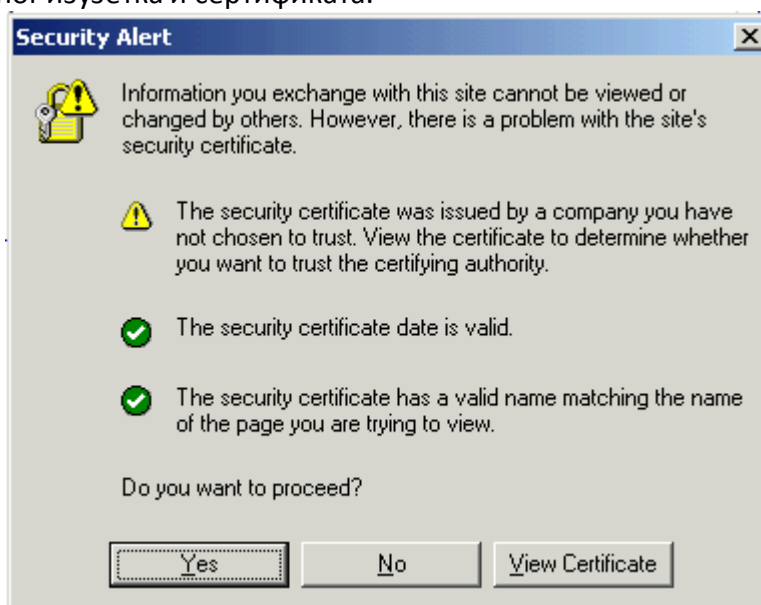 изузетка и сертификата.
Security Alert
Information you exchange with this site cannot be viewed or
changed by others. However, there is a problem with the site's
security certificate.
The security certificate was issued by a company you have
not chosen to trust. View the certificate to determine whether
you want to trust the certifying authority.
The security certificate date is valid.
The security certificate has a valid name matching the name
of the page you are trying to view.
Do you want to proceed?
Yes No View Certificate